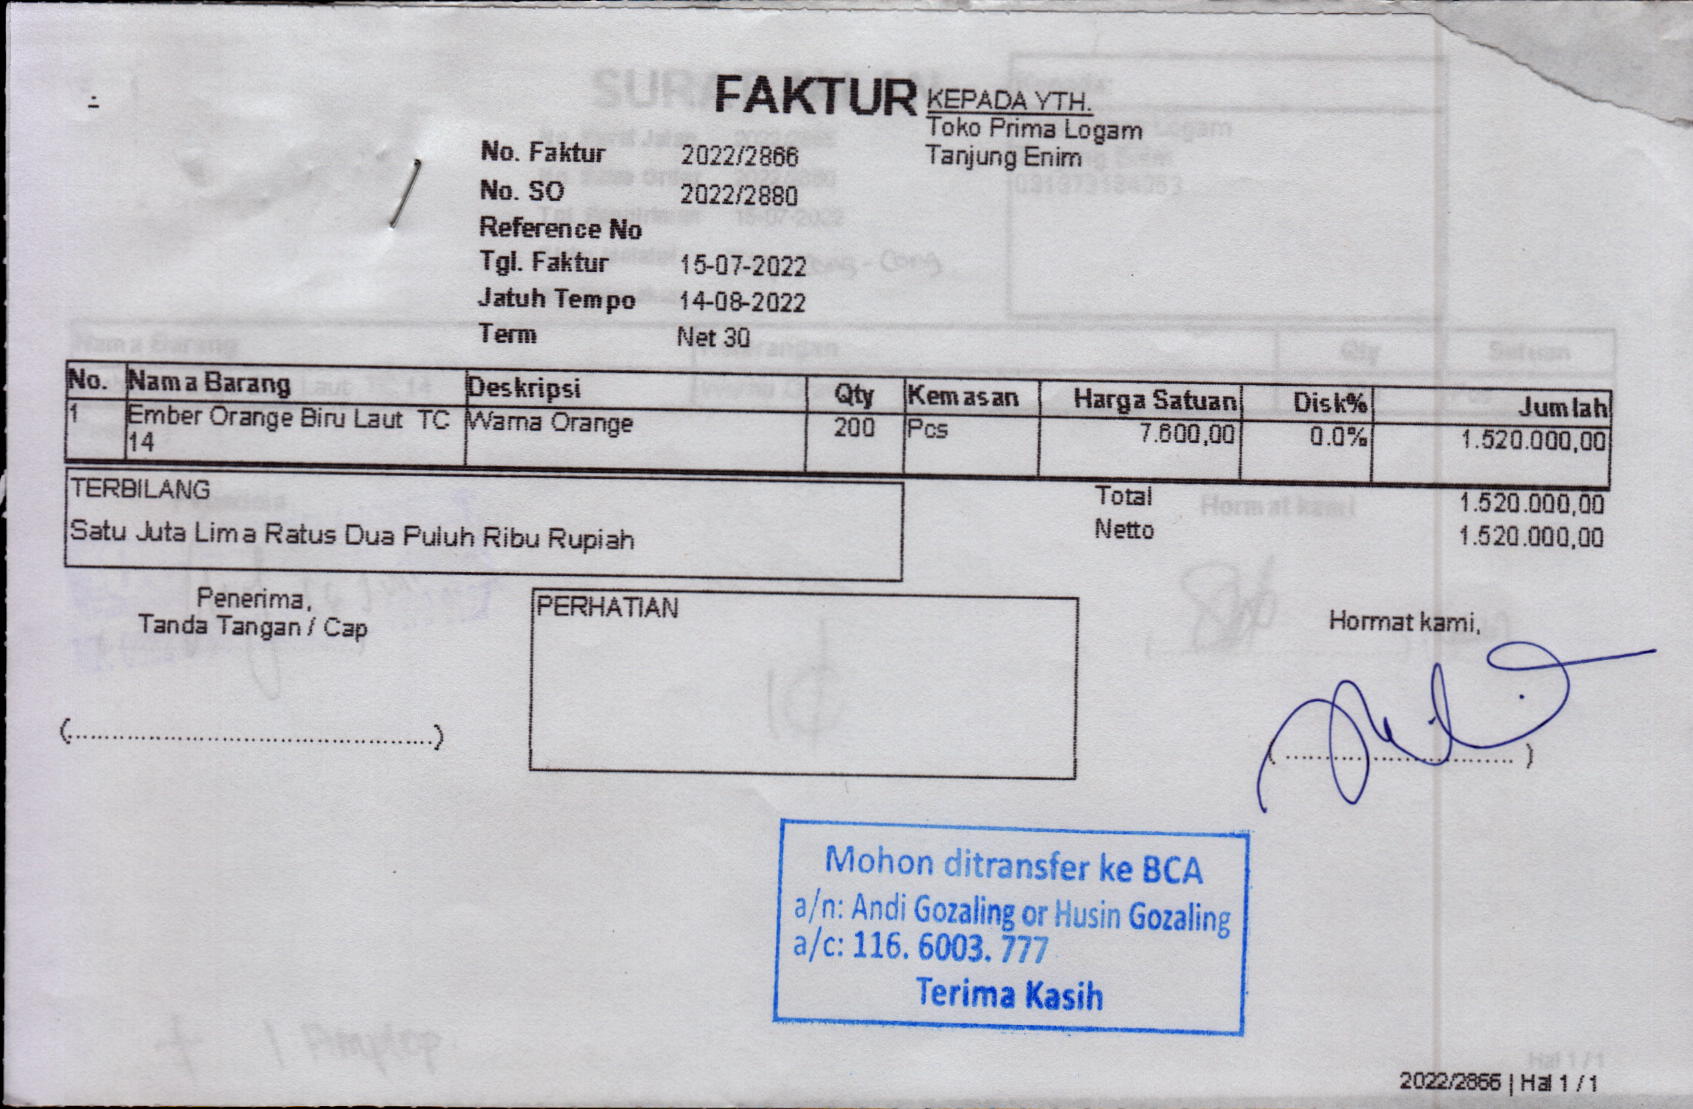 FAKTUR
KEPADA YTH.
Toko Prima Logam
Tanjung Enim
No. Faktur 2022/2866
No. SO 2022/2880
Reference No
Tgl. Faktur 15-07-2022
Jatuh Tempo 14-08-2022
Term Net 30
No. Nama Barang Deskripsi Qty Kemasan Harga Satuan Disk% Jumlah
1 Ember Orange Biru Laut TC Warna Orange 200 Pcs 7.600,00 0.0% 1.520.000,00
14
TERBILANG
Satu Juta Lima Ratus Dua Puluh Ribu Rupiah
Total 1.520.000,00
Netto 1.520.000,00
Penerima,
Tanda Tangan / Cap
(................................................)
PERHATIAN
Hormat kami,
(..............................)
Mohon ditransfer ke BCA
a/n: Andi Gozaling or Husin Gozaling
a/c: 116. 6003. 777
Terima Kasih
2022/2866 | Hal 1 / 1